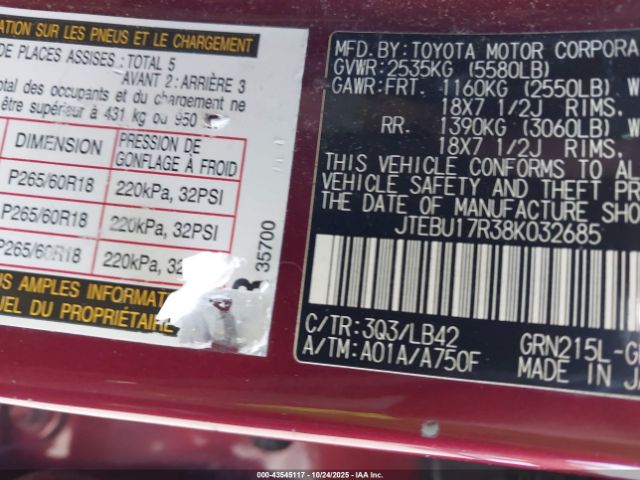 ATION SUR LES PNEUS ET LE CHARGEMENT
DE PLACES ASSISES: TOTAL 5
AVANT 2: ARRIÈRE 3
total des occupants et du chargement ne
être supérieur à 431 kg ou 950
DIMENSION PRESSION DE GONFLAGE À FROID
P265/60R18 220kPa, 32PSI
P265/60R18 220kPa, 32PSI
P265/60R18 220kPa, 32
35700
US AMPLES INFORMATI
UEL DU PROPRIÉTAIRE
MFD. BY: TOYOTA MOTOR CORPORA
GVWR: 2535KG (5580LB)
GAWR: FRT. 1160KG (2550LB) W
18X7 1/2J RIMS,
RR. 1390KG (3060LB) W
18X7 1/2J RIMS,
THIS VEHICLE CONFORMS TO AL
VEHICLE SAFETY AND THEFT PR
THE DATE OF MANUFACTURE SHO
JTEBU17R38K032685
C/TR: 3Q3/LB42 GRN215L-G
A/TM: A01A/A750F MADE IN JA
-- 43545117 - 10/24/2025 - IAAI